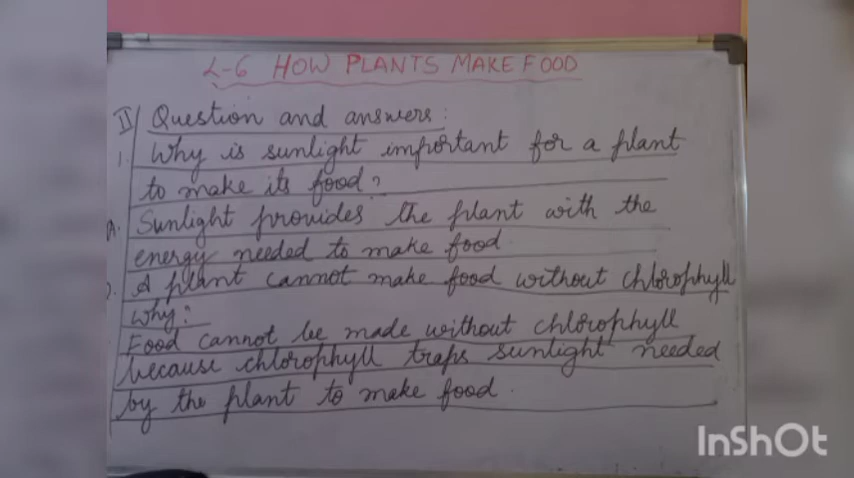 L-6 HOW PLANTS MAKE FOOD
II Question and answers:
1. Why is sunlight important for a plant
to make its food?
A. Sunlight provides the plant with the
energy needed to make food.
2. A plant cannot make food without chlorophyll
why?
Food cannot be made without chlorophyll
because chlorophyll traps sunlight needed
by the plant to make food.
InShOt